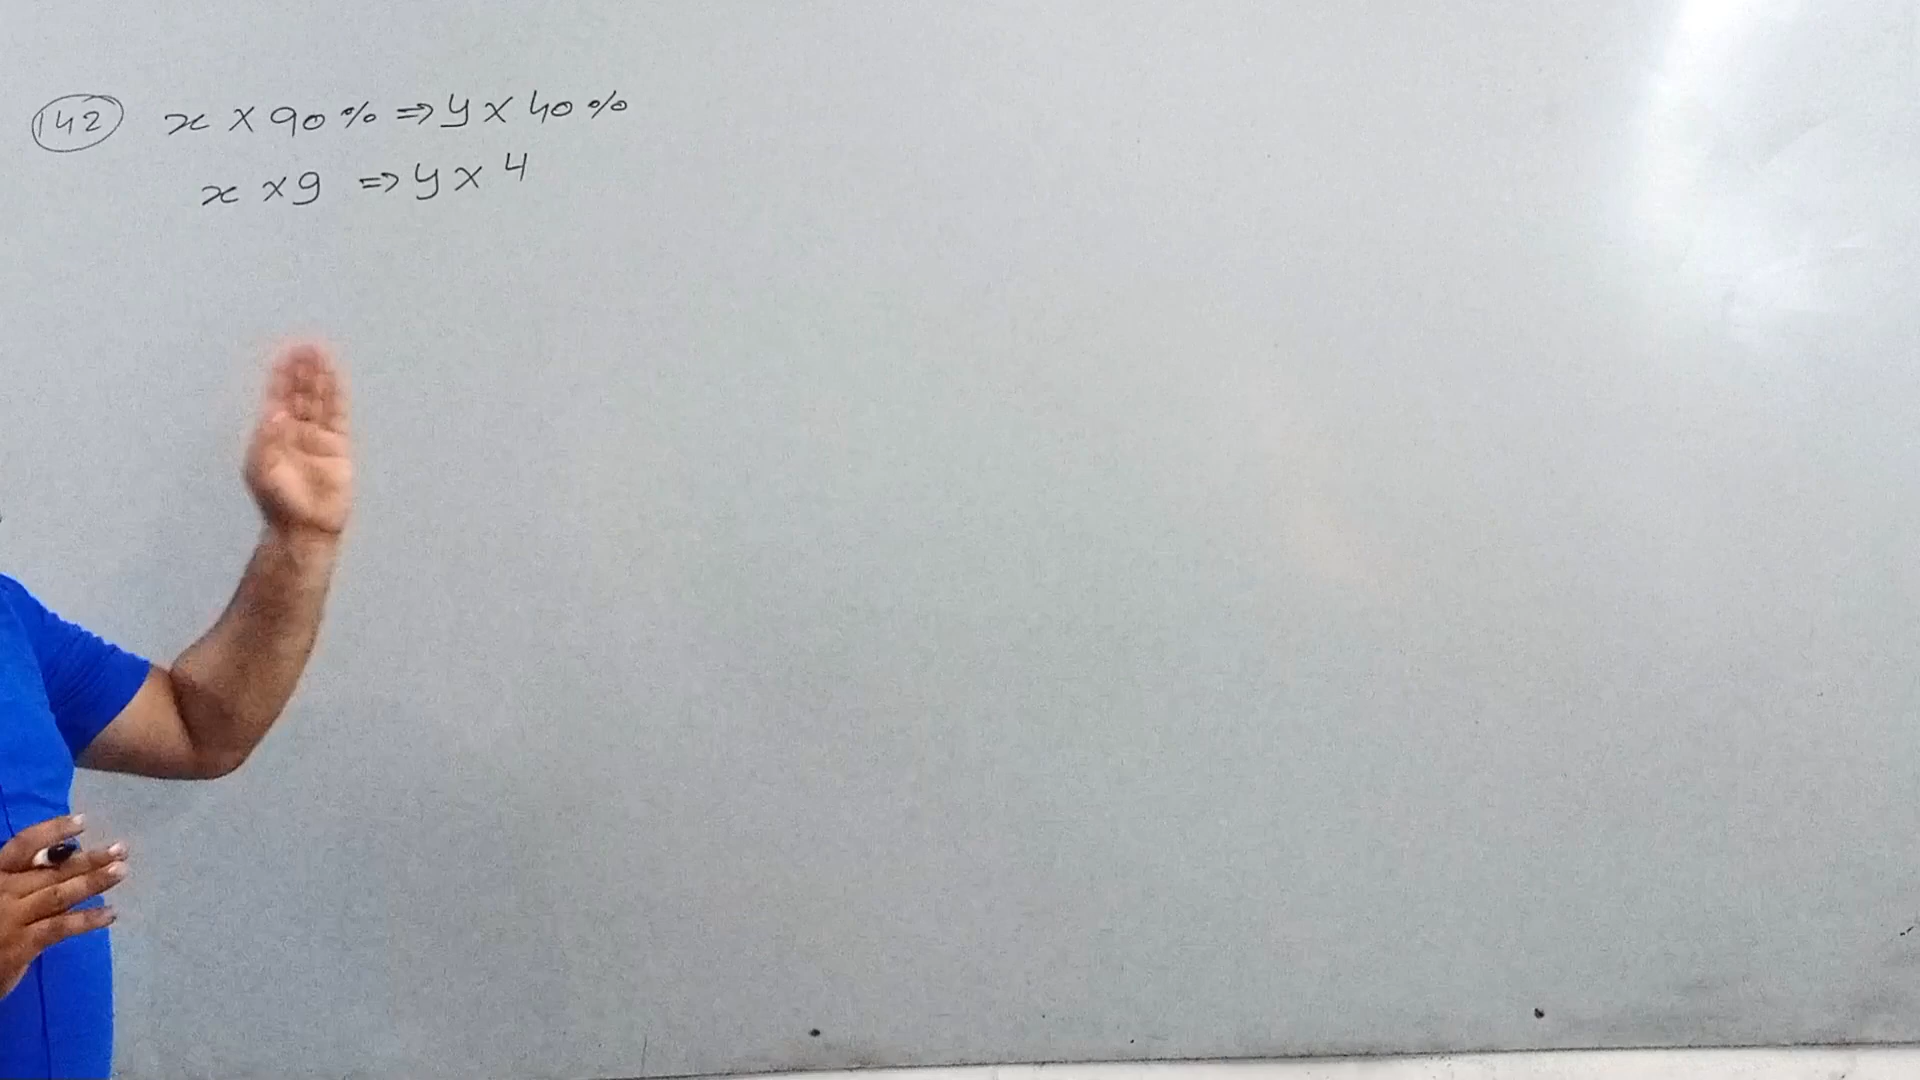 142 x × 90% ⇒ y × 40%
x × 9 ⇒ y × 4